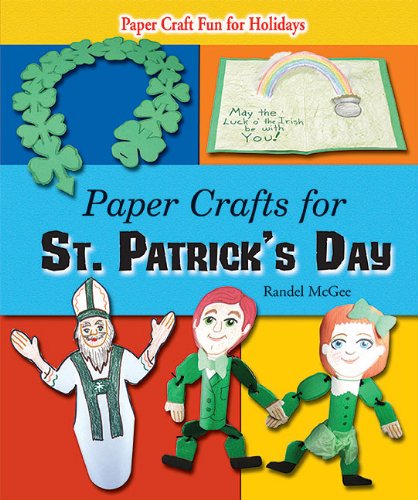 Paper Craft Fun for Holidays
May the
Luck o' the Irish
be with
YOU!
Paper Crafts for
ST. PATRICK'S DAY
Randel McGee